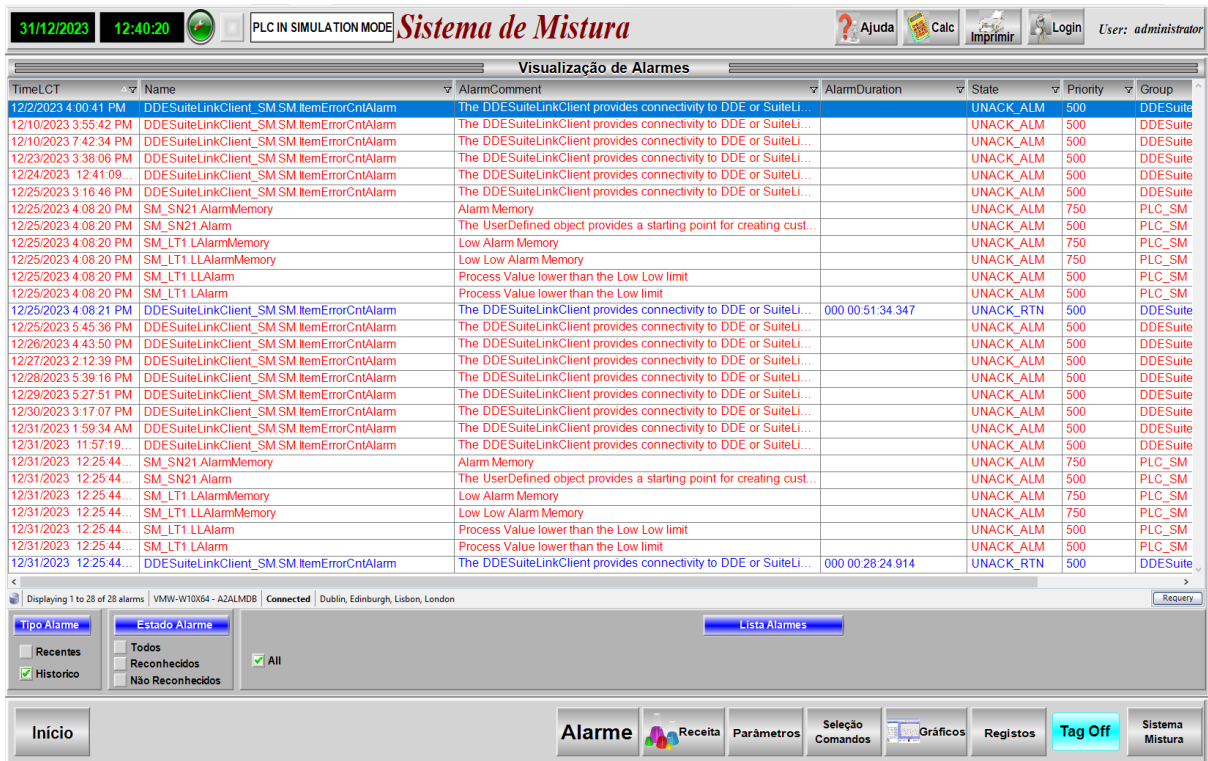 31/12/2023 12:40:20 PLC IN SIMULATION MODE Sistema de Mistura Ajuda Calc Imprimir Login User: administrator
Visualização de Alarmes
TimeLCT Name AlarmComment AlarmDuration State Priority Group
12/2/2023 4:00:41 PM DDESuiteLinkClient_SM.SM.ItemErrorCntAlarm The DDESuiteLinkClient provides connectivity to DDE or SuiteLi... UNACK_ALM 500 DDESuite
12/10/2023 3:55:42 PM DDESuiteLinkClient_SM.SM.ItemErrorCntAlarm The DDESuiteLinkClient provides connectivity to DDE or SuiteLi... UNACK_ALM 500 DDESuite
12/10/2023 7:42:34 PM DDESuiteLinkClient_SM.SM.ItemErrorCntAlarm The DDESuiteLinkClient provides connectivity to DDE or SuiteLi... UNACK_ALM 500 DDESuite
12/23/2023 3:38:06 PM DDESuiteLinkClient_SM.SM.ItemErrorCntAlarm The DDESuiteLinkClient provides connectivity to DDE or SuiteLi... UNACK_ALM 500 DDESuite
12/24/2023 12:41:09... DDESuiteLinkClient_SM.SM.ItemErrorCntAlarm The DDESuiteLinkClient provides connectivity to DDE or SuiteLi... UNACK_ALM 500 DDESuite
12/25/2023 3:16:46 PM DDESuiteLinkClient_SM.SM.ItemErrorCntAlarm The DDESuiteLinkClient provides connectivity to DDE or SuiteLi... UNACK_ALM 500 DDESuite
12/25/2023 4:08:20 PM SM_SN21.AlarmMemory Alarm Memory UNACK_ALM 750 PLC_SM
12/25/2023 4:08:20 PM SM_SN21.Alarm The UserDefined object provides a starting point for creating cust... UNACK_ALM 500 PLC_SM
12/25/2023 4:08:20 PM SM_LT1.LAlarmMemory Low Alarm Memory UNACK_ALM 750 PLC_SM
12/25/2023 4:08:20 PM SM_LT1.LLAlarmMemory Low Low Alarm Memory UNACK_ALM 750 PLC_SM
12/25/2023 4:08:20 PM SM_LT1.LLAlarm Process Value lower than the Low Low limit UNACK_ALM 500 PLC_SM
12/25/2023 4:08:20 PM SM_LT1.LAlarm Process Value lower than the Low limit UNACK_ALM 500 PLC_SM
12/25/2023 4:08:21 PM DDESuiteLinkClient_SM.SM.ItemErrorCntAlarm The DDESuiteLinkClient provides connectivity to DDE or SuiteLi... 000 00:51:34.347 UNACK_RTN 500 DDESuite
12/25/2023 5:45:36 PM DDESuiteLinkClient_SM.SM.ItemErrorCntAlarm The DDESuiteLinkClient provides connectivity to DDE or SuiteLi... UNACK_ALM 500 DDESuite
12/26/2023 4:43:50 PM DDESuiteLinkClient_SM.SM.ItemErrorCntAlarm The DDESuiteLinkClient provides connectivity to DDE or SuiteLi... UNACK_ALM 500 DDESuite
12/27/2023 2:12:39 PM DDESuiteLinkClient_SM.SM.ItemErrorCntAlarm The DDESuiteLinkClient provides connectivity to DDE or SuiteLi... UNACK_ALM 500 DDESuite
12/28/2023 5:39:16 PM DDESuiteLinkClient_SM.SM.ItemErrorCntAlarm The DDESuiteLinkClient provides connectivity to DDE or SuiteLi... UNACK_ALM 500 DDESuite
12/29/2023 5:27:51 PM DDESuiteLinkClient_SM.SM.ItemErrorCntAlarm The DDESuiteLinkClient provides connectivity to DDE or SuiteLi... UNACK_ALM 500 DDESuite
12/30/2023 3:17:07 PM DDESuiteLinkClient_SM.SM.ItemErrorCntAlarm The DDESuiteLinkClient provides connectivity to DDE or SuiteLi... UNACK_ALM 500 DDESuite
12/31/2023 1:59:34 AM DDESuiteLinkClient_SM.SM.ItemErrorCntAlarm The DDESuiteLinkClient provides connectivity to DDE or SuiteLi... UNACK_ALM 500 DDESuite
12/31/2023 11:57:19... DDESuiteLinkClient_SM.SM.ItemErrorCntAlarm The DDESuiteLinkClient provides connectivity to DDE or SuiteLi... UNACK_ALM 500 DDESuite
12/31/2023 12:25:44... SM_SN21.AlarmMemory Alarm Memory UNACK_ALM 750 PLC_SM
12/31/2023 12:25:44... SM_SN21.Alarm The UserDefined object provides a starting point for creating cust... UNACK_ALM 500 PLC_SM
12/31/2023 12:25:44... SM_LT1.LAlarmMemory Low Alarm Memory UNACK_ALM 750 PLC_SM
12/31/2023 12:25:44... SM_LT1.LLAlarmMemory Low Low Alarm Memory UNACK_ALM 750 PLC_SM
12/31/2023 12:25:44... SM_LT1.LLAlarm Process Value lower than the Low Low limit UNACK_ALM 500 PLC_SM
12/31/2023 12:25:44... SM_LT1.LAlarm Process Value lower than the Low limit UNACK_ALM 500 PLC_SM
12/31/2023 12:25:44... DDESuiteLinkClient_SM.SM.ItemErrorCntAlarm The DDESuiteLinkClient provides connectivity to DDE or SuiteLi... 000 00:28:24.914 UNACK_RTN 500 DDESuite
Displaying 1 to 28 of 28 alarms VMW-W10X64 - A2ALMDB Connected Dublin, Edinburgh, Lisbon, London Requery
Tipo Alarme Estado Alarme Lista Alarmes
Recentes
Historico
Todos
Reconhecidos
Não Reconhecidos
All
Início Alarme Receita Parâmetros Seleção Comandos Gráficos Registos Tag Off Sistema Mistura